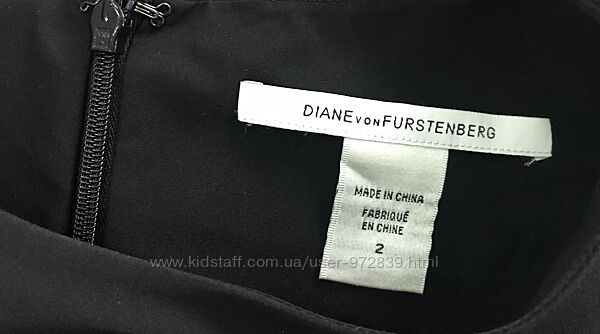 DIANE VON FURSTENBERG
MADE IN CHINA
FABRIQUÉ
EN CHINE
2
www.kidstaff.com.ua/user-972839.html